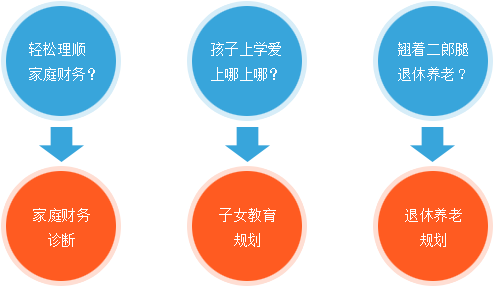 轻松理顺
家庭财务？
孩子上学爱
上哪上哪？
翘着二郎腿
退休养老？
家庭财务
诊断
子女教育
规划
退休养老
规划